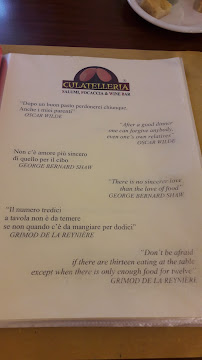 CULATELLERIA
SALUMI, FOCACCIA & WINE BAR
"Dopo un buon pasto perdonerei chiunque.
Anche i miei parenti"
OSCAR WILDE
"After a good dinner
one can forgive anybody,
even one's own relatives".
OSCAR WILDE
Non c'è amore più sincero
di quello per il cibo
GEORGE BERNARD SHAW
"There is no sincerer love
than the love of food"
GEORGE BERNARD SHAW
"Il numero tredici
a tavola non è da temere
se non quando c'è da mangiare per dodici"
GRIMOD DE LA REYNIERE
"Don't be afraid
if there are thirteen eating at the table
except when there is only enough food for twelve"
GRIMOD DE LA REYNIERE